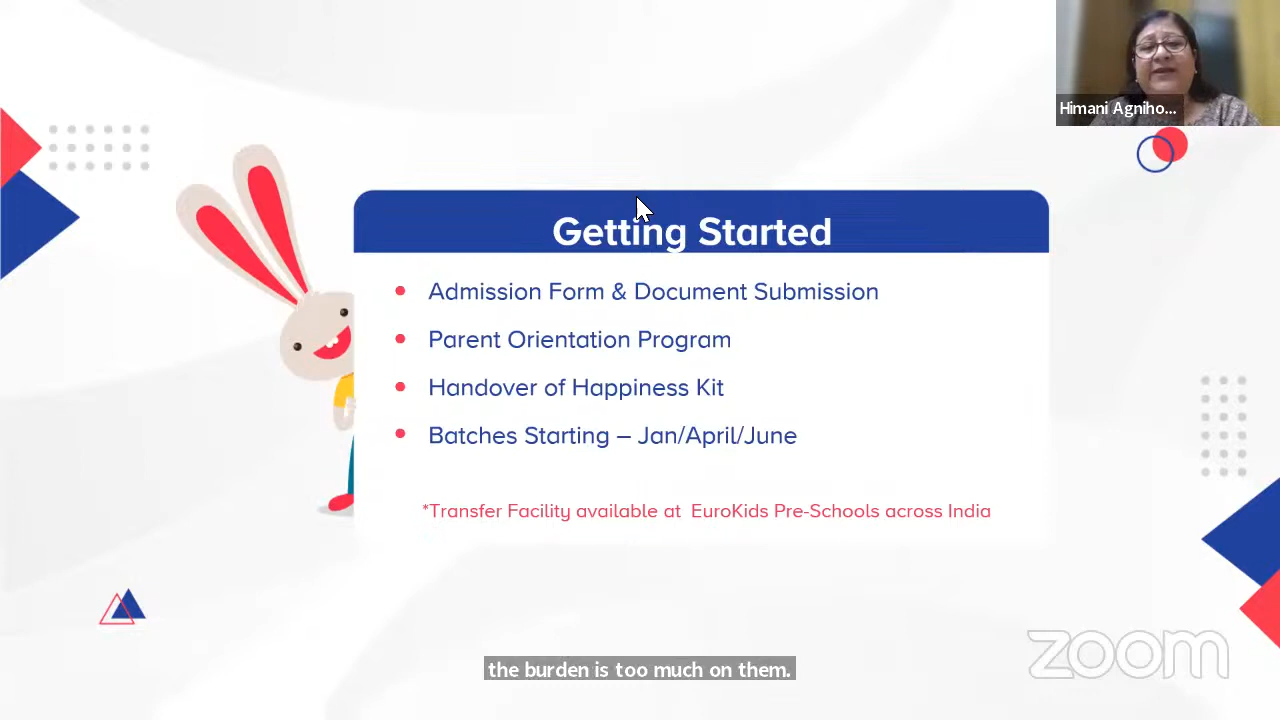 Himani Agniho...
Getting Started
Admission Form & Document Submission
Parent Orientation Program
Handover of Happiness Kit
Batches Starting – Jan/April/June
*Transfer Facility available at EuroKids Pre-Schools across India
zoom
the burden is too much on them.